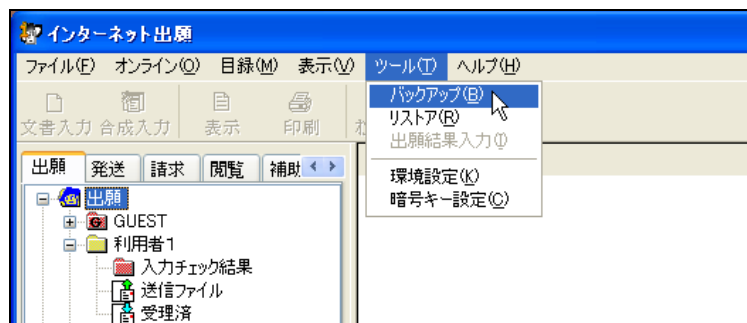 インターネット出願
ファイル(F) オンライン(O) 目録(M) 表示(V) ツール(T) ヘルプ(H)
文書入力 合成入力 表示 印刷
バックアップ(B)
リストア(R)
出願結果入力(I)
環境設定(K)
暗号キー設定(C)
出願 発送 請求 閲覧 補助
出願
GUEST
利用者1
入力チェック結果
送信ファイル
受理済